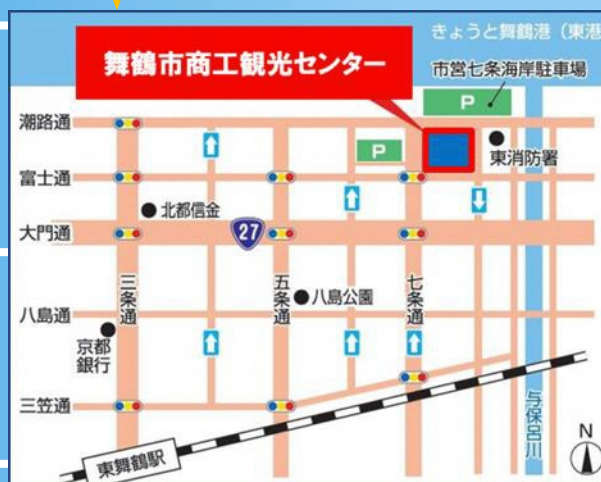 きょうと舞鶴港（東港
舞鶴市商工観光センター
市営七条海岸駐車場
P
潮路通
P
東消防署
富士通
北都信金
大門通
27
三条通
五条通
七条通
八島公園
八島通
京都
銀行
三笠通
与保呂川
東舞鶴駅
N